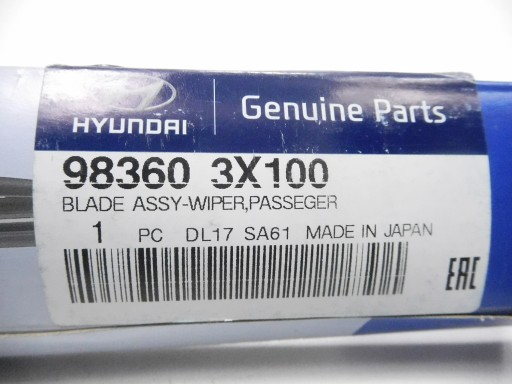 HYUNDAI
Genuine Parts
98360 3X100
BLADE ASSY-WIPER,PASSEGER
1 PC DL17 SA61 MADE IN JAPAN
EAC